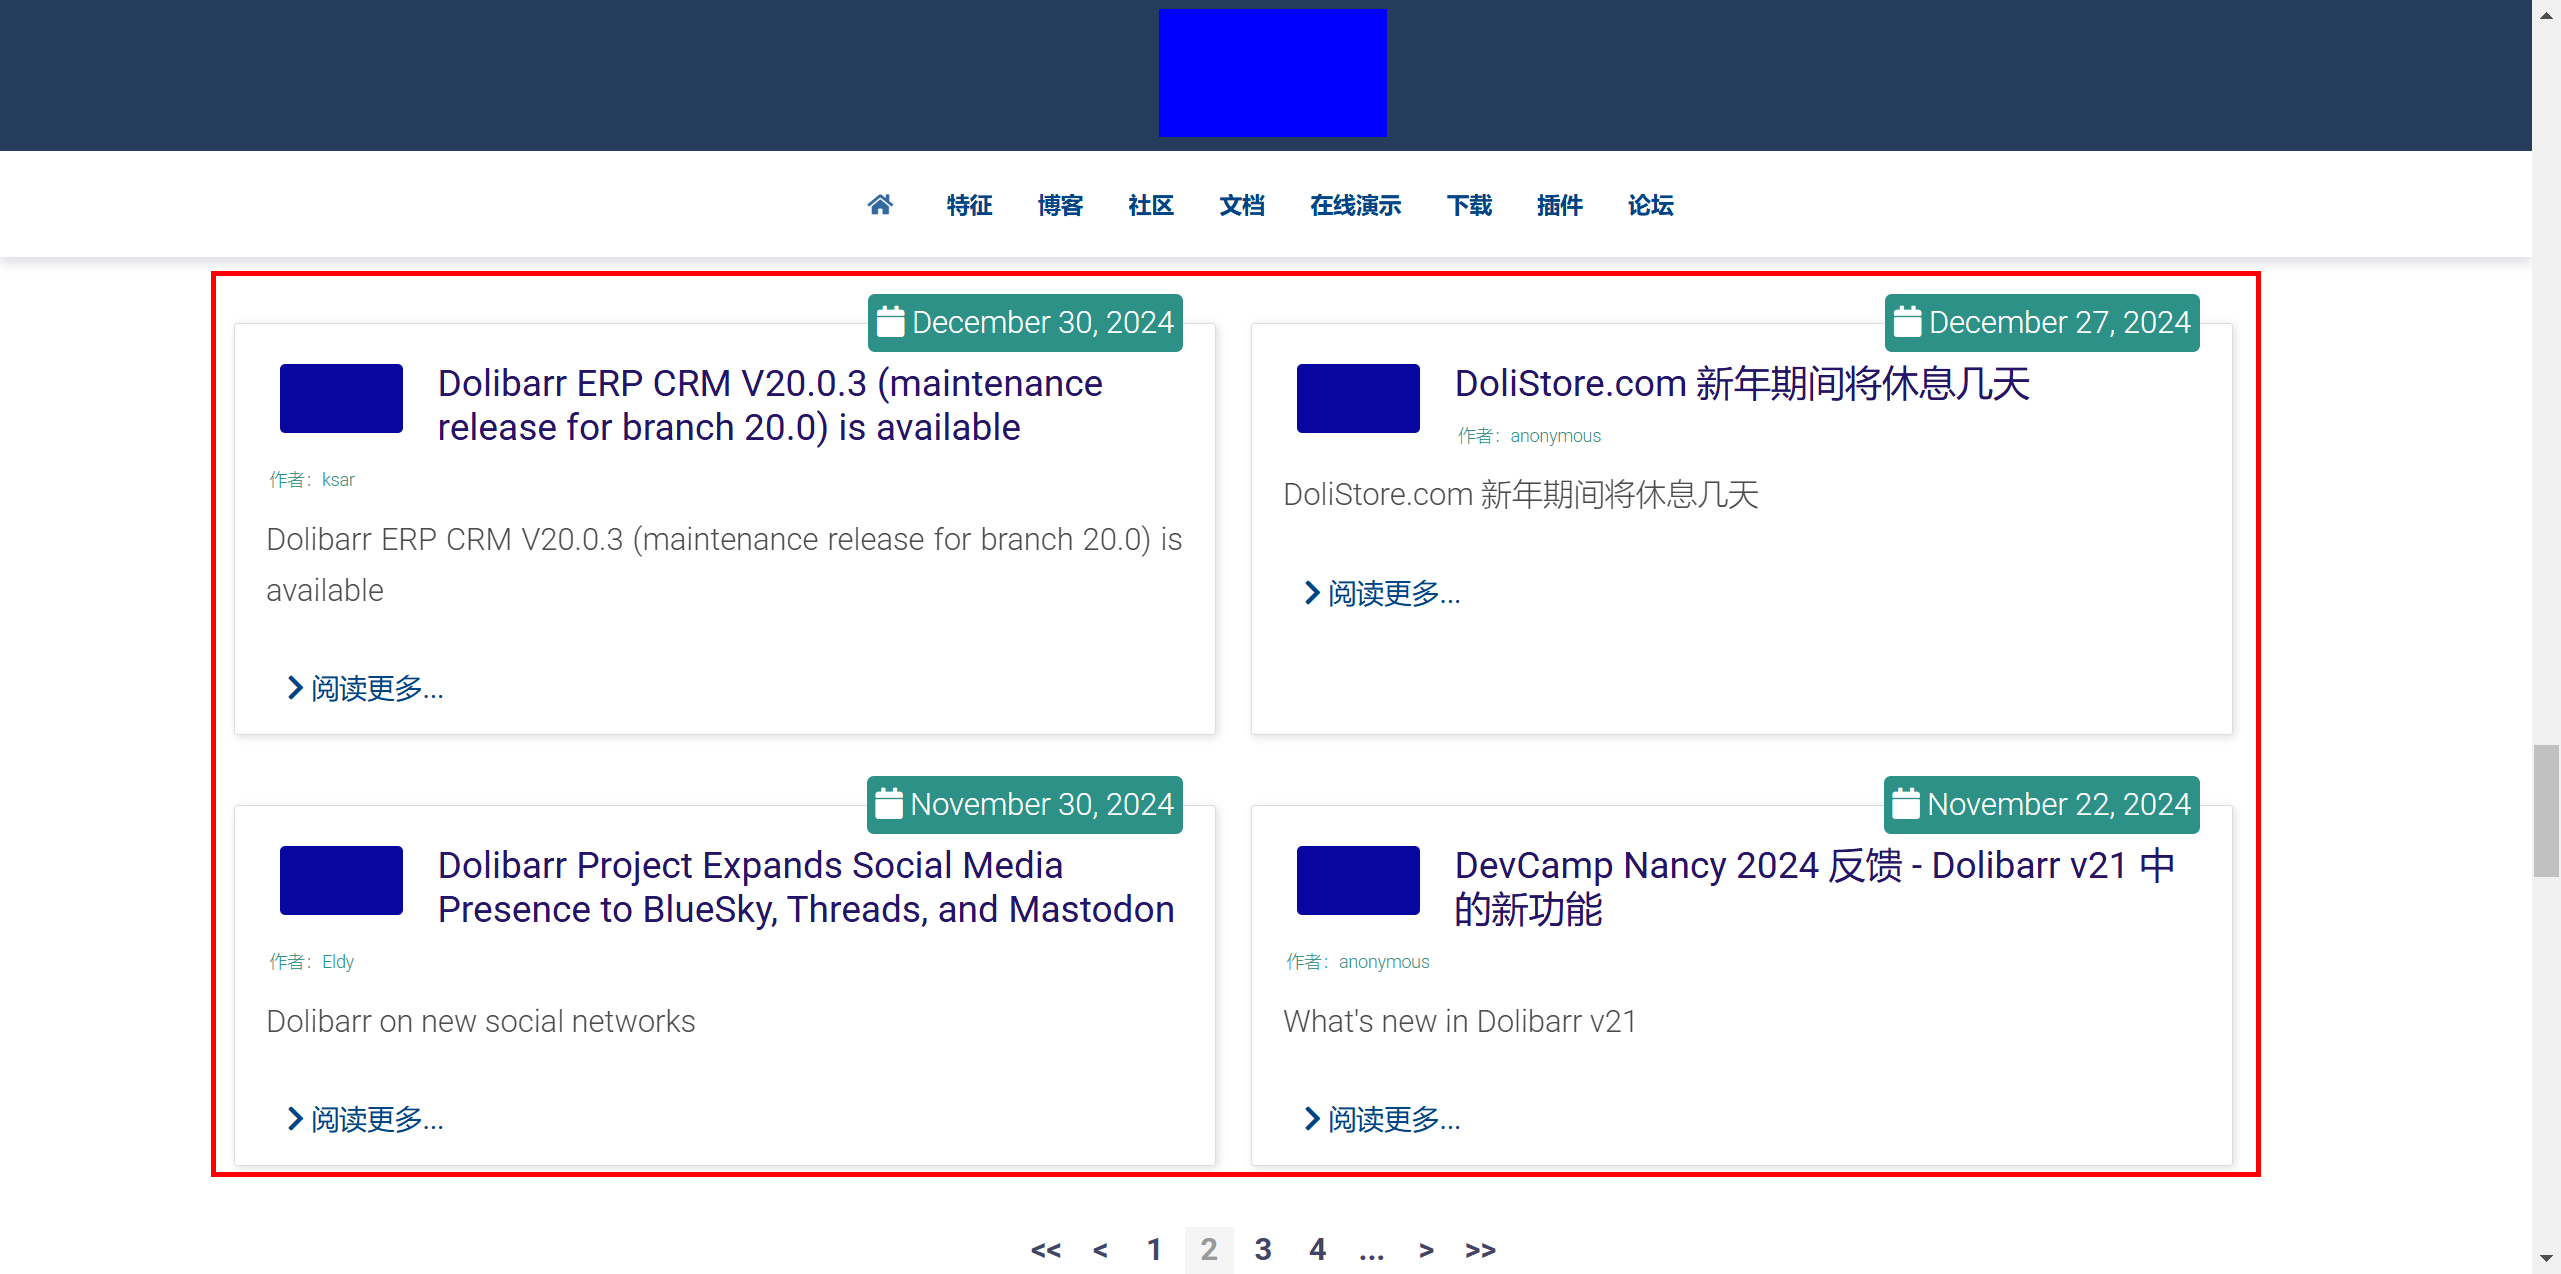 特征 博客 社区 文档 在线演示 下载 插件 论坛
December 30, 2024
Dolibarr ERP CRM V20.0.3 (maintenance
release for branch 20.0) is available
作者：ksar
Dolibarr ERP CRM V20.0.3 (maintenance release for branch 20.0) is
available
阅读更多...
December 27, 2024
DoliStore.com 新年期间将休息几天
作者：anonymous
DoliStore.com 新年期间将休息几天
阅读更多...
November 30, 2024
Dolibarr Project Expands Social Media
Presence to BlueSky, Threads, and Mastodon
作者：Eldy
Dolibarr on new social networks
阅读更多...
November 22, 2024
DevCamp Nancy 2024 反馈 - Dolibarr v21 中
的新功能
作者：anonymous
What's new in Dolibarr v21
阅读更多...
<< < 1 2 3 4 ... > >>